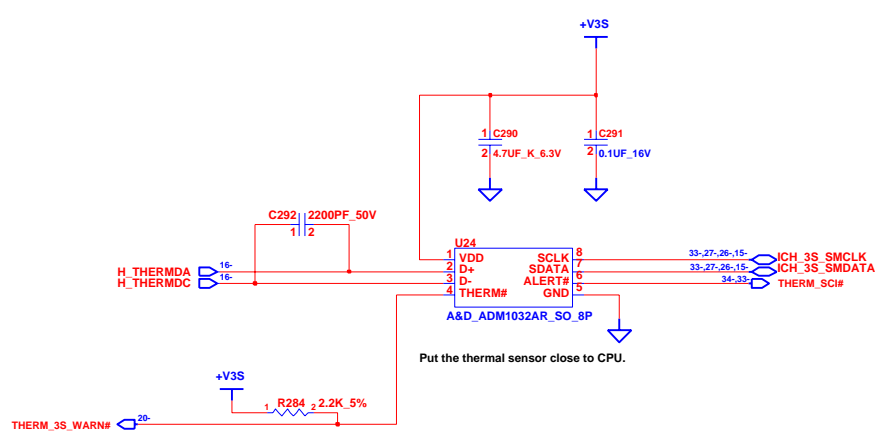 +V3S
1 C290
2 4.7UF_K_6.3V
1 C291
2 0.1UF_16V
C292 2200PF_50V
1 2
U24
1 VDD SCLK 8
2 D+ SDATA 7
3 D- ALERT# 6
4 THERM# GND 5
A&D_ADM1032AR_SO_8P
H_THERMDA 16-
H_THERMDC 16-
33-,27-,26-,15- ICH_3S_SMCLK
33-,27-,26-,15- ICH_3S_SMDATA
34-,33- THERM_SCI#
Put the thermal sensor close to CPU.
+V3S
1 R284 2 2.2K_5%
THERM_3S_WARN# 20-